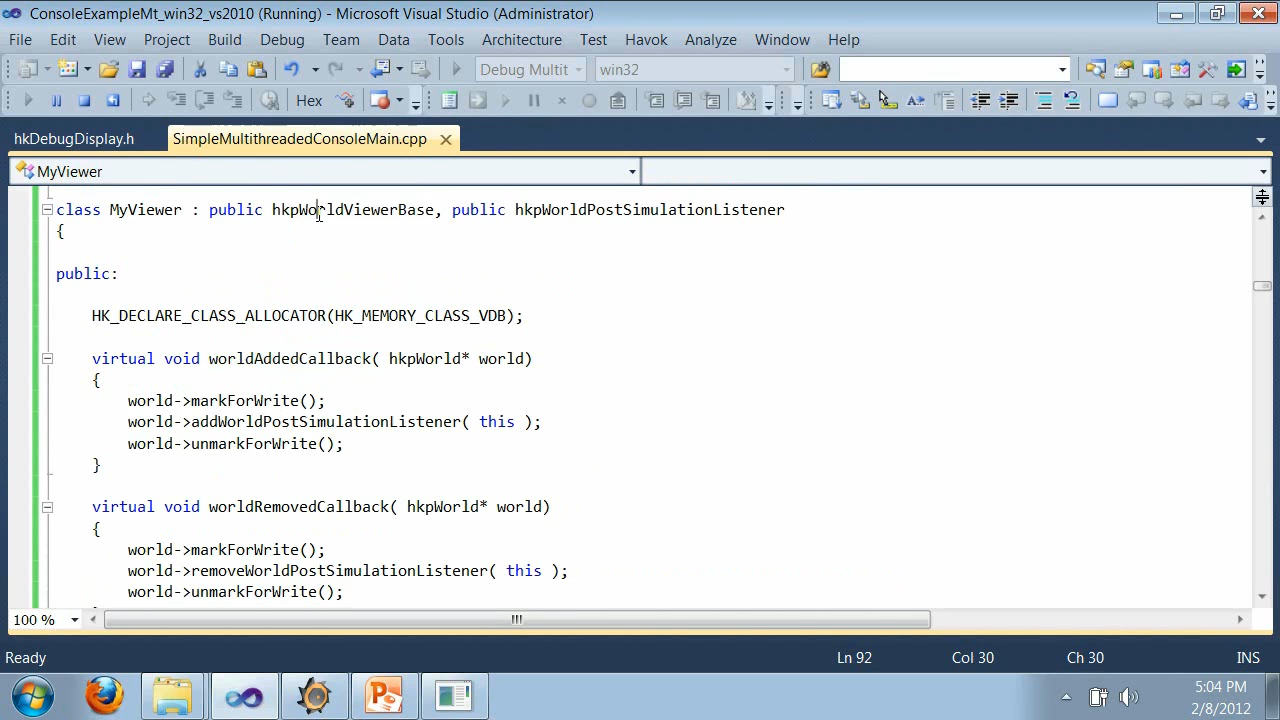 ConsoleExampleMt_win32_vs2010 (Running) - Microsoft Visual Studio (Administrator)
File Edit View Project Build Debug Team Data Tools Architecture Test Havok Analyze Window Help
Debug Multit win32
Hex
hkDebugDisplay.h SimpleMultithreadedConsoleMain.cpp
MyViewer
class MyViewer : public hkpWorldViewerBase, public hkpWorldPostSimulationListener
{
public:
HK_DECLARE_CLASS_ALLOCATOR(HK_MEMORY_CLASS_VDB);
virtual void worldAddedCallback( hkpWorld* world)
{
world->markForWrite();
world->addWorldPostSimulationListener( this );
world->unmarkForWrite();
}
virtual void worldRemovedCallback( hkpWorld* world)
{
world->markForWrite();
world->removeWorldPostSimulationListener( this );
world->unmarkForWrite();
100 %
Ready Ln 92 Col 30 Ch 30 INS
5:04 PM
2/8/2012